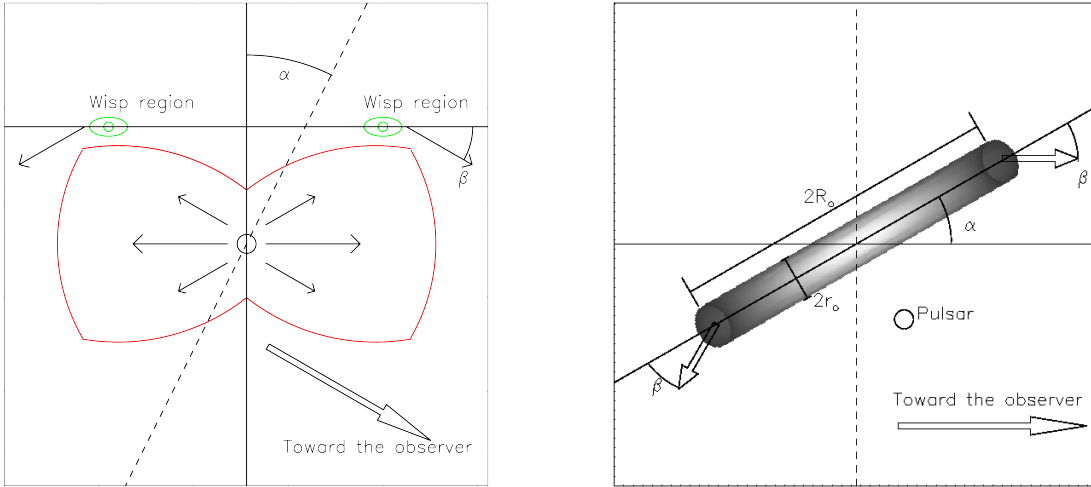 α
Wisp region
Wisp region
β
Toward the observer
2R₀
β
α
2r₀
Pulsar
β
Toward the observer